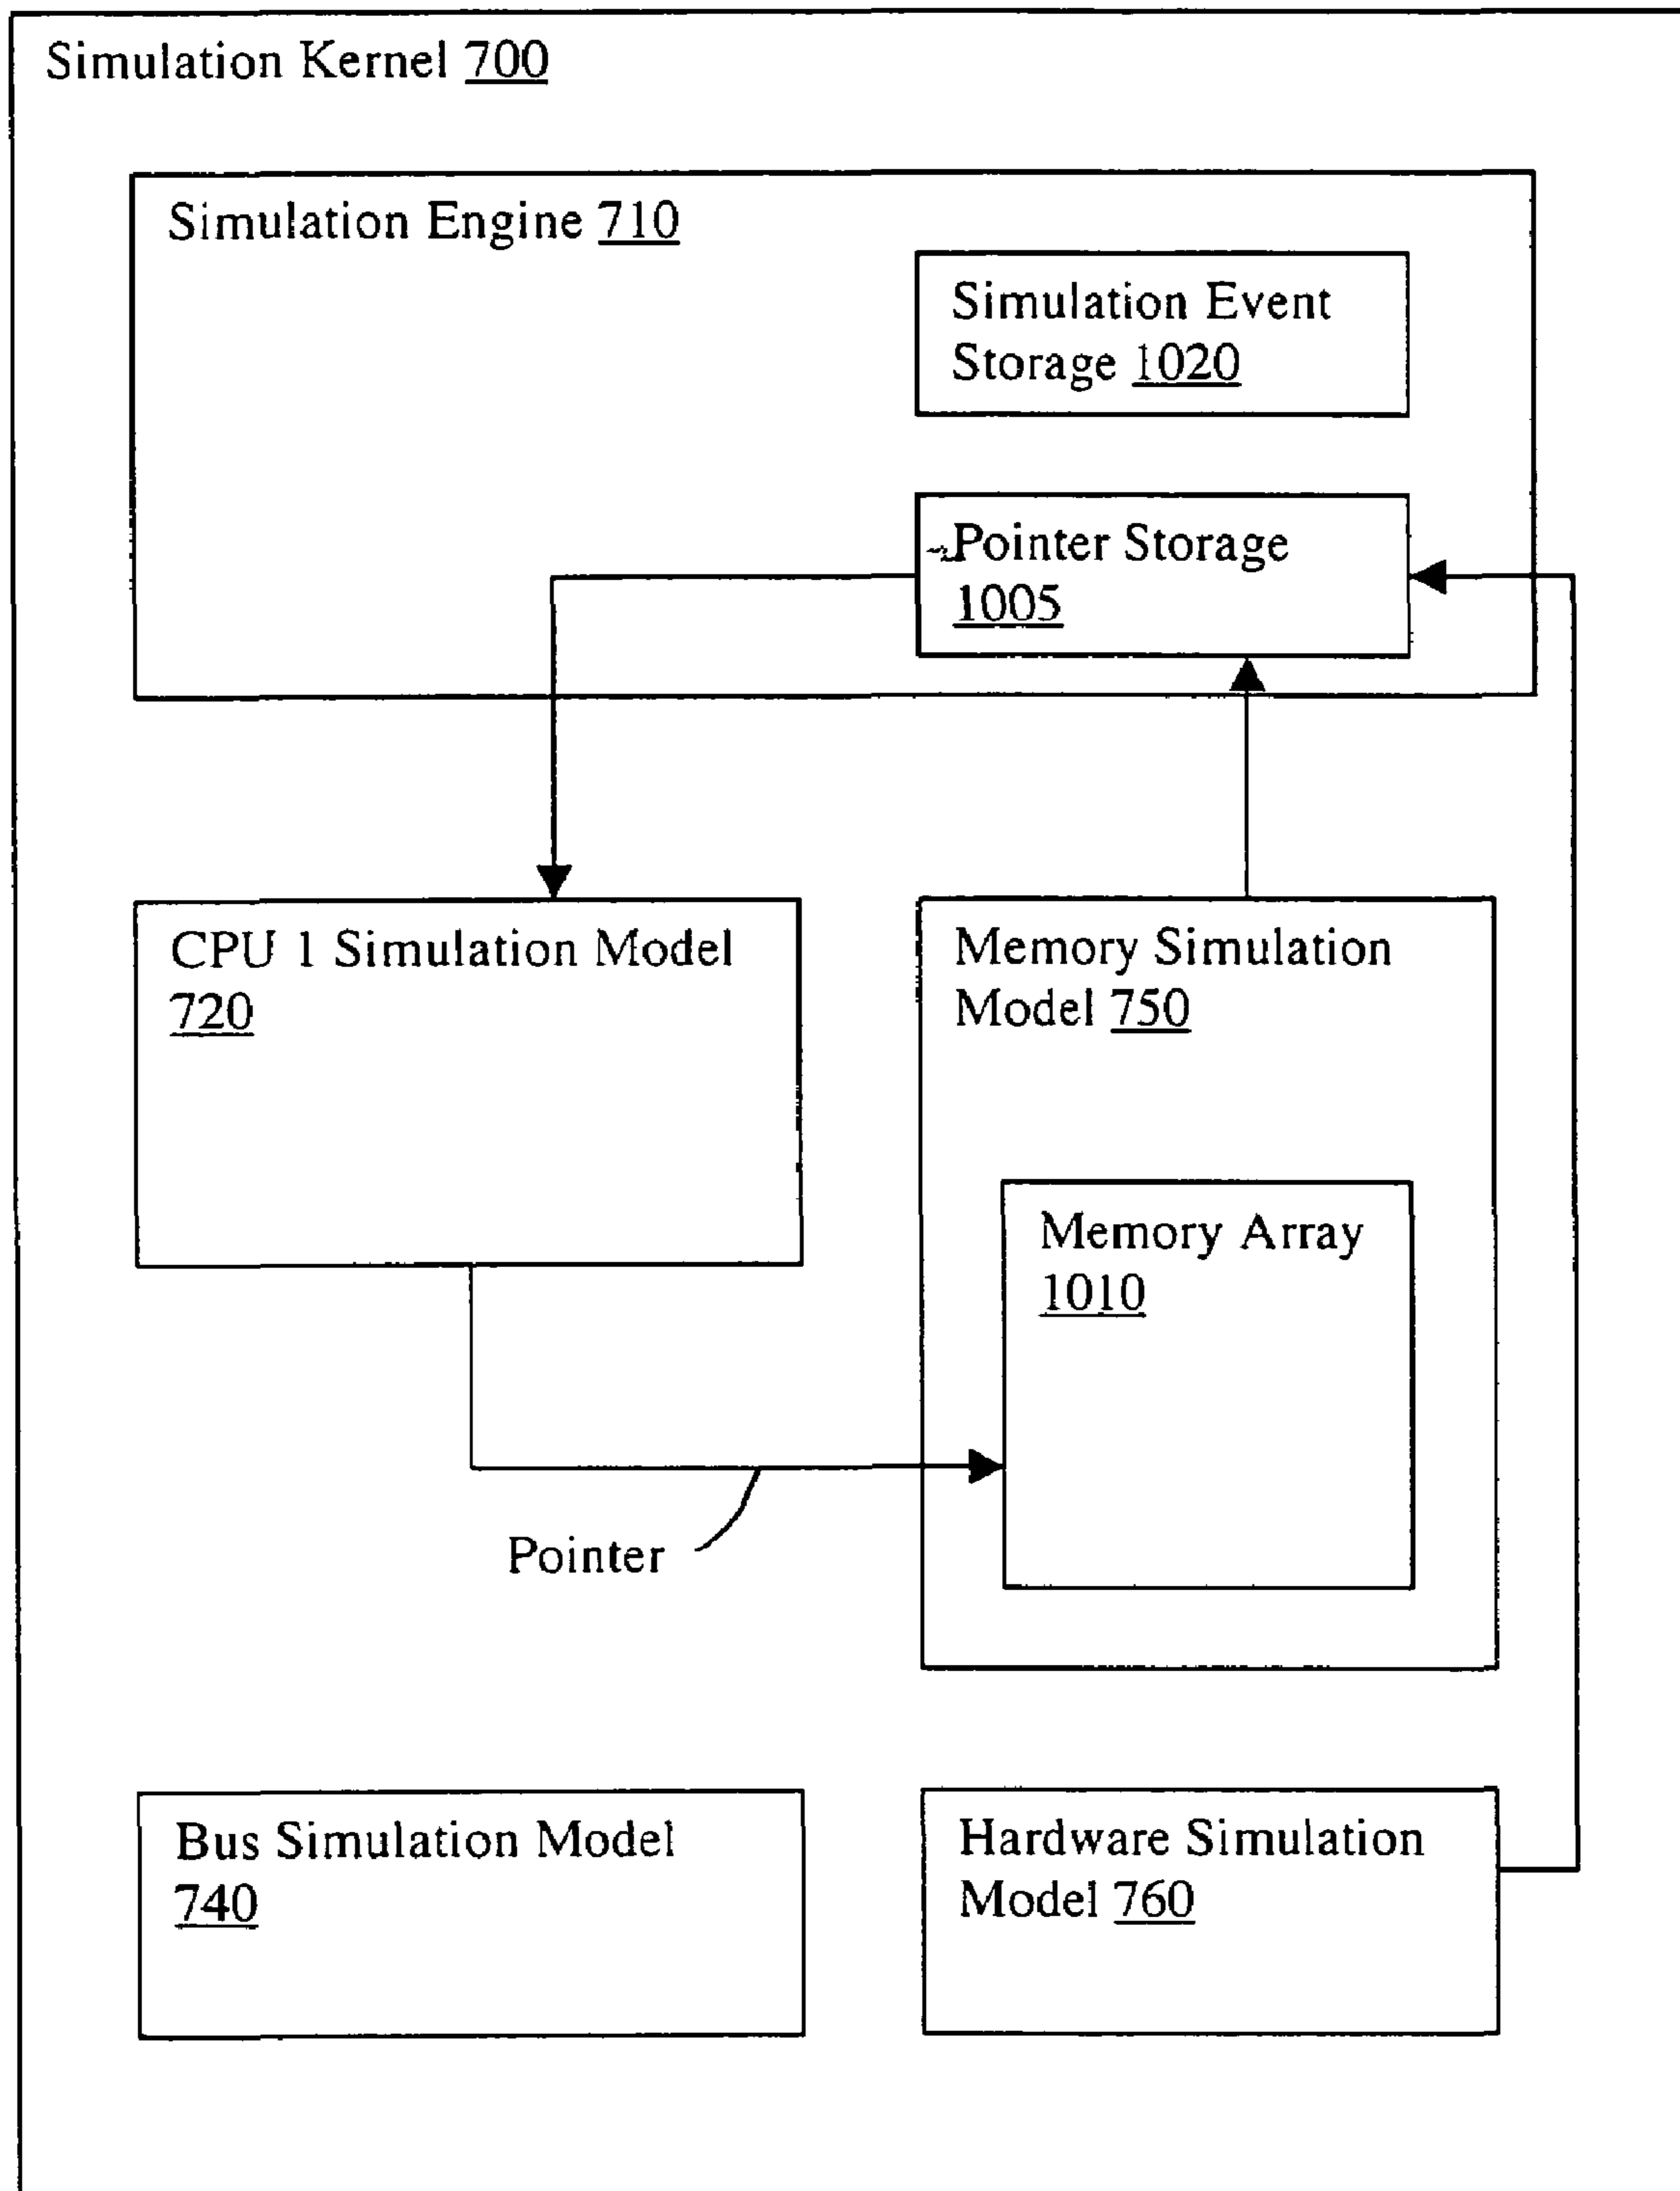 Simulation Kernel 700
Simulation Engine 710
Simulation Event
Storage 1020
Pointer Storage
1005
CPU 1 Simulation Model
720
Memory Simulation
Model 750
Memory Array
1010
Pointer
Bus Simulation Model
740
Hardware Simulation
Model 760